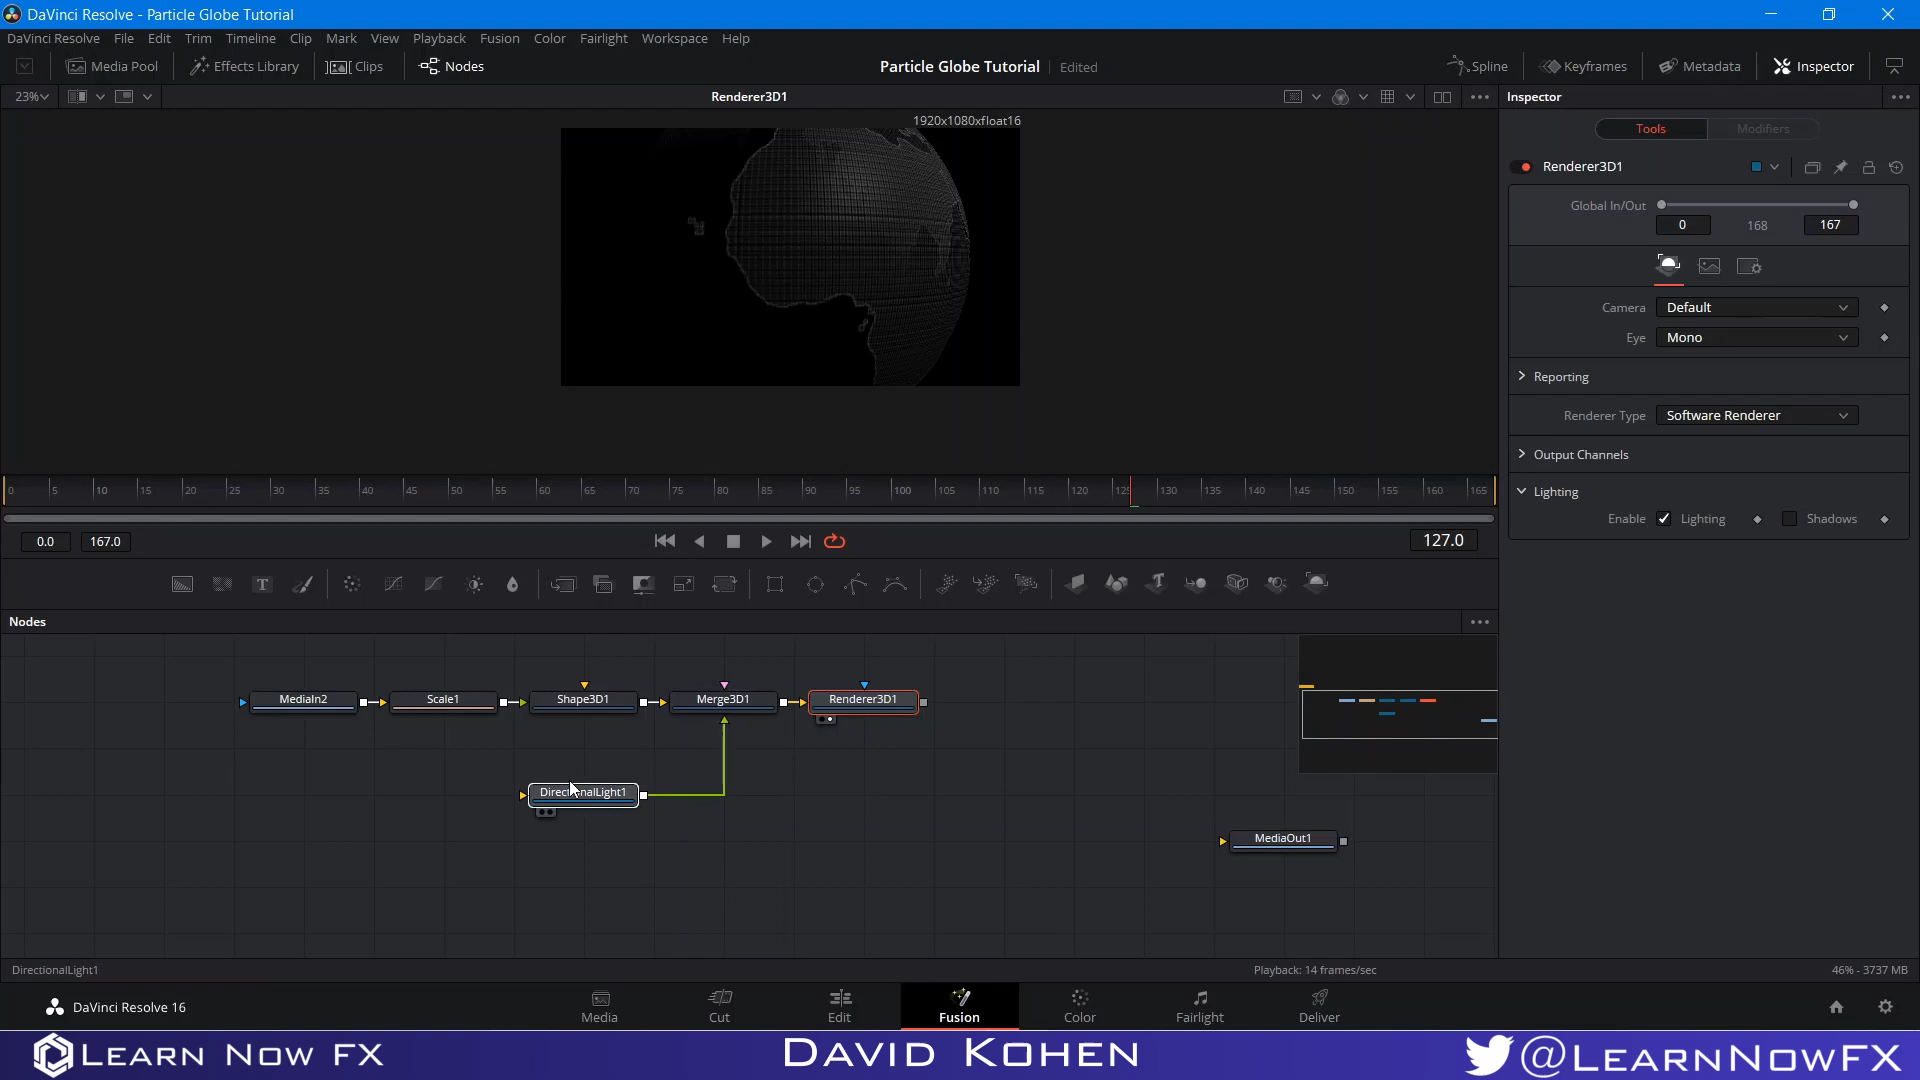 DaVinci Resolve - Particle Globe Tutorial
DaVinci Resolve File Edit Trim Timeline Clip Mark View Playback Fusion Color Fairlight Workspace Help
Media Pool Effects Library Clips Nodes Particle Globe Tutorial Edited Spline Keyframes Metadata Inspector
23% Renderer3D1 Inspector
1920x1080xfloat16
Tools Modifiers
Renderer3D1
Global In/Out
0 168 167
Camera Default
Eye Mono
Reporting
Renderer Type Software Renderer
Output Channels
Lighting
Enable Lighting Shadows
0 5 10 15 20 25 30 35 40 45 50 55 60 65 70 75 80 85 90 95 100 105 110 115 120 125 130 135 140 145 150 155 160 165
0.0 167.0 127.0
Nodes
MediaIn2 Scale1 Shape3D1 Merge3D1 Renderer3D1
DirectionalLight1
MediaOut1
DirectionalLight1 Playback: 14 frames/sec 46% - 3737 MB
DaVinci Resolve 16 Media Cut Edit Fusion Color Fairlight Deliver
Learn Now FX David Kohen @LearnNowFX